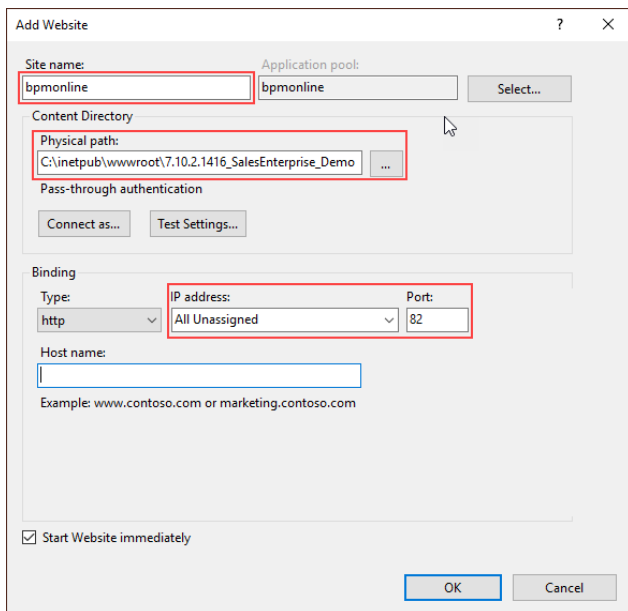 Add Website
? ×
Site name: Application pool:
bpmonline bpmonline Select...
Content Directory
Physical path:
C:\inetpub\wwwroot\7.10.2.1416_SalesEnterprise_Demo ...
Pass-through authentication
Connect as... Test Settings...
Binding
Type: IP address: Port:
http All Unassigned 82
Host name:
Example: www.contoso.com or marketing.contoso.com
Start Website immediately
OK Cancel